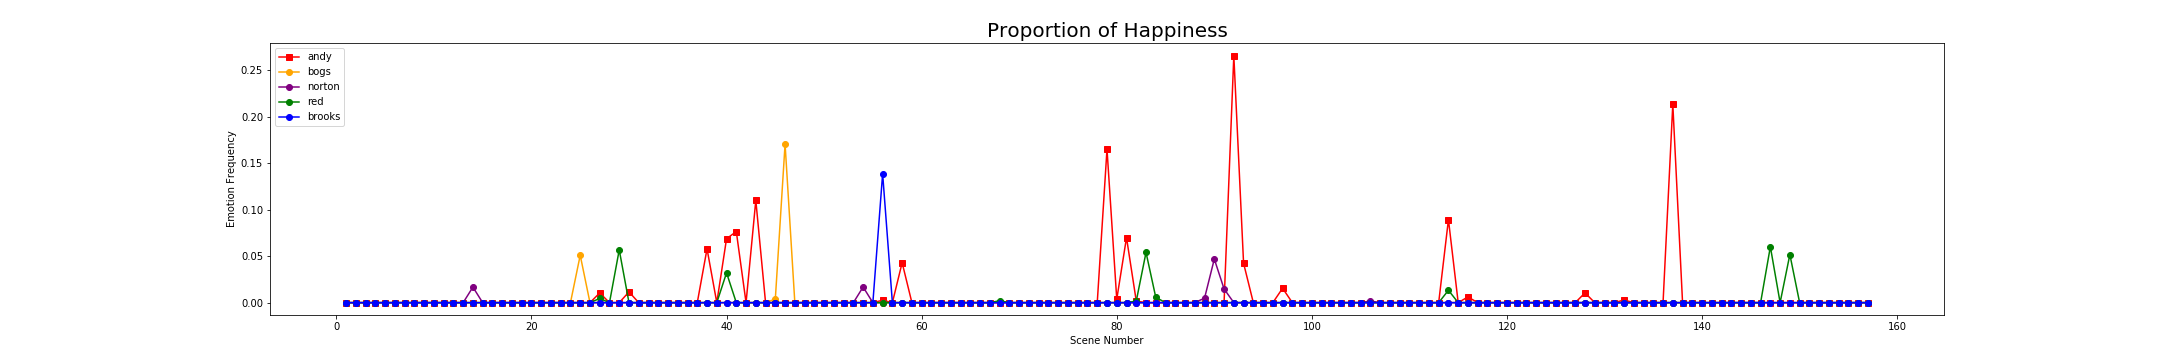 Proportion of Happiness
andy
bogs
norton
red
brooks
Emotion Frequency
0.25
0.20
0.15
0.10
0.05
0.00
0 20 40 60 80 100 120 140 160
Scene Number